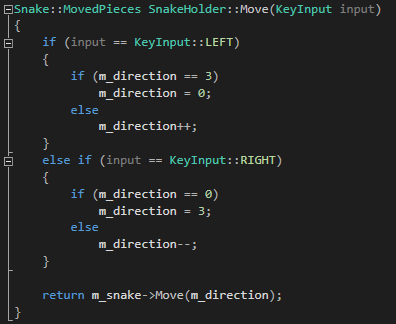 Snake::MovedPieces SnakeHolder::Move(KeyInput input)
{
    if (input == KeyInput::LEFT)
    {
        if (m_direction == 3)
            m_direction = 0;
        else
            m_direction++;
    }
    else if (input == KeyInput::RIGHT)
    {
        if (m_direction == 0)
            m_direction = 3;
        else
            m_direction--;
    }

    return m_snake->Move(m_direction);
}